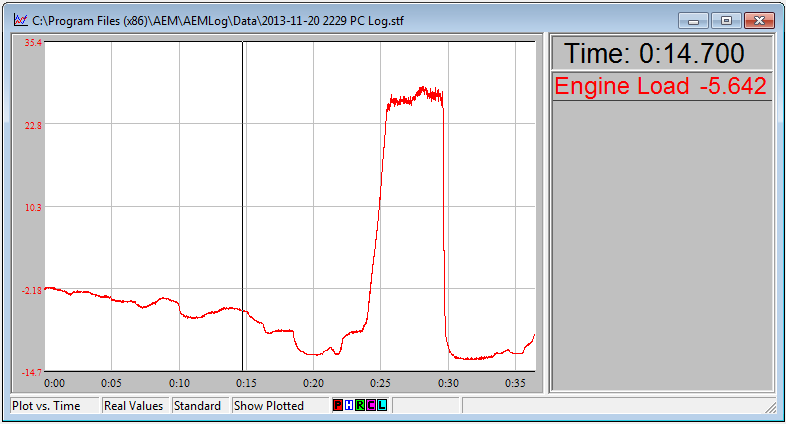 C:\Program Files (x86)\AEM\AEMLog\Data\2013-11-20 2229 PC Log.stf
35.4
22.8
10.3
-2.18
-14.7
0:00 0:05 0:10 0:15 0:20 0:25 0:30 0:35
Time: 0:14.700
Engine Load -5.642
Plot vs. Time Real Values Standard Show Plotted P H R C L